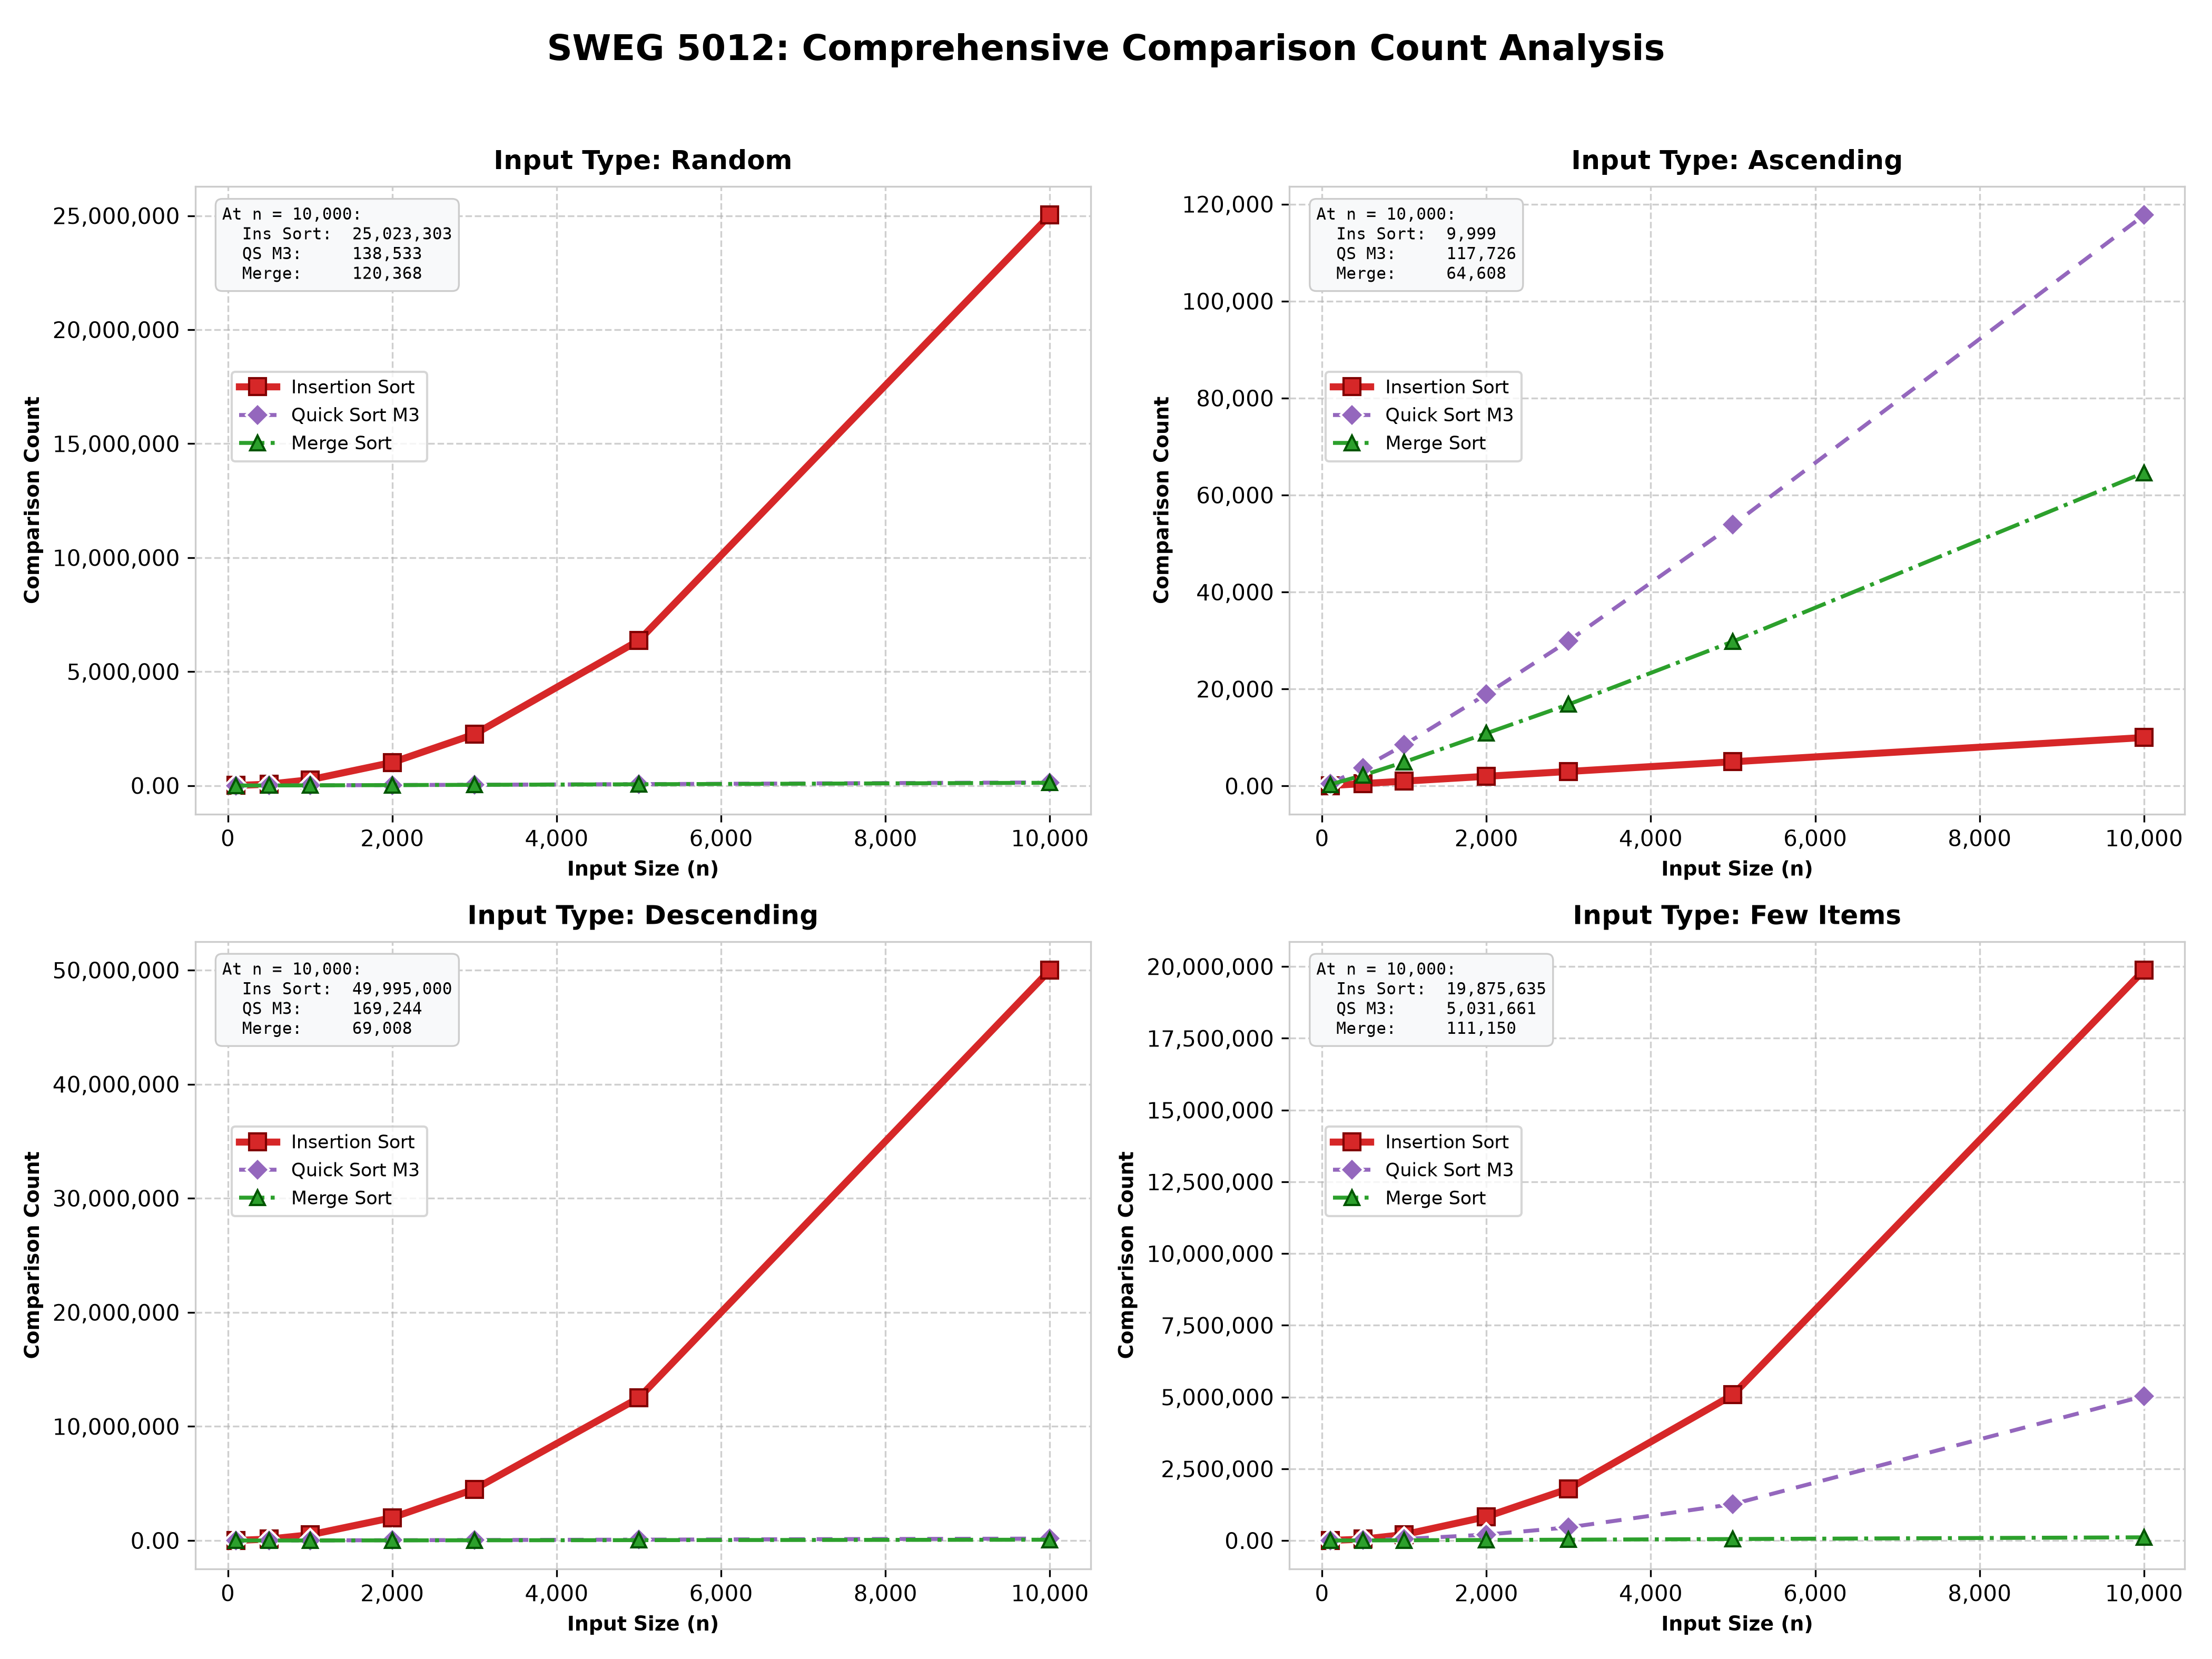 SWEG 5012: Comprehensive Comparison Count Analysis
Input Type: Random
Comparison Count
25,000,000
20,000,000
15,000,000
10,000,000
5,000,000
0.00
At n = 10,000:
Ins Sort: 25,023,303
QS M3: 138,533
Merge: 120,368
Insertion Sort
Quick Sort M3
Merge Sort
0 2,000 4,000 6,000 8,000 10,000
Input Size (n)
Input Type: Ascending
Comparison Count
120,000
100,000
80,000
60,000
40,000
20,000
0.00
At n = 10,000:
Ins Sort: 9,999
QS M3: 117,726
Merge: 64,608
Insertion Sort
Quick Sort M3
Merge Sort
0 2,000 4,000 6,000 8,000 10,000
Input Size (n)
Input Type: Descending
Comparison Count
50,000,000
40,000,000
30,000,000
20,000,000
10,000,000
0.00
At n = 10,000:
Ins Sort: 49,995,000
QS M3: 169,244
Merge: 69,008
Insertion Sort
Quick Sort M3
Merge Sort
0 2,000 4,000 6,000 8,000 10,000
Input Size (n)
Input Type: Few Items
Comparison Count
20,000,000
17,500,000
15,000,000
12,500,000
10,000,000
7,500,000
5,000,000
2,500,000
0.00
At n = 10,000:
Ins Sort: 19,875,635
QS M3: 5,031,661
Merge: 111,150
Insertion Sort
Quick Sort M3
Merge Sort
0 2,000 4,000 6,000 8,000 10,000
Input Size (n)